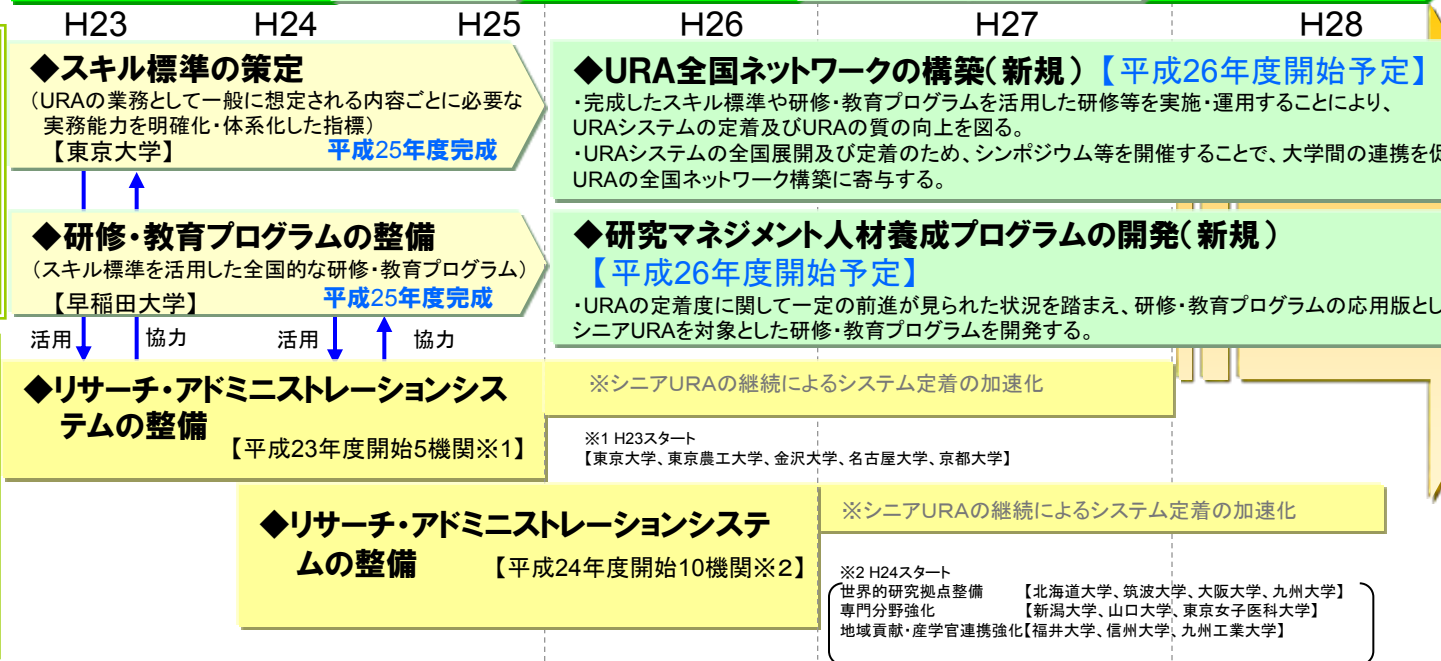 H23
H24
H25
H26
H27
H28
◆スキル標準の策定
（URAの業務として一般に想定される内容ごとに必要な
実務能力を明確化・体系化した指標）
【東京大学】
平成25年度完成
◆URA全国ネットワークの構築（新規）【平成26年度開始予定】
・完成したスキル標準や研修・教育プログラムを活用した研修等を実施・運用することにより、
URAシステムの定着及びURAの質の向上を図る。
・URAシステムの全国展開及び定着のため、シンポジウム等を開催することで、大学間の連携を促
URAの全国ネットワーク構築に寄与する。
◆研修・教育プログラムの整備
（スキル標準を活用した全国的な研修・教育プログラム）
【早稲田大学】
平成25年度完成
◆研究マネジメント人材養成プログラムの開発（新規）
【平成26年度開始予定】
・URAの定着度に関して一定の前進が見られた状況を踏まえ、研修・教育プログラムの応用版とし
シニアURAを対象とした研修・教育プログラムを開発する。
活用
協力
活用
協力
◆リサーチ・アドミニストレーションシス
テムの整備
【平成23年度開始5機関※1】
※シニアURAの継続によるシステム定着の加速化
※1 H23スタート
【東京大学、東京農工大学、金沢大学、名古屋大学、京都大学】
◆リサーチ・アドミニストレーションシステ
ムの整備
【平成24年度開始10機関※2】
※シニアURAの継続によるシステム定着の加速化
※2 H24スタート
世界的研究拠点整備 【北海道大学、筑波大学、大阪大学、九州大学】
専門分野強化 【新潟大学、山口大学、東京女子医科大学】
地域貢献・産学官連携強化【福井大学、信州大学、九州工業大学】